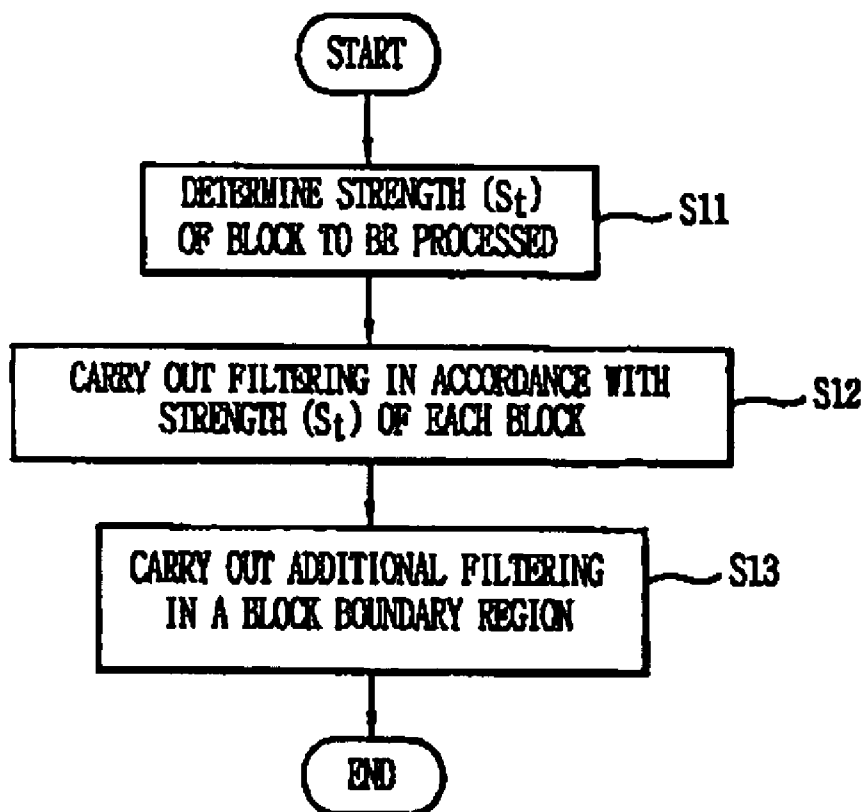 START
DETERMINE STRENGTH (St)
OF BLOCK TO BE PROCESSED
S11
CARRY OUT FILTERING IN ACCORDANCE WITH
STRENGTH (St) OF EACH BLOCK
S12
CARRY OUT ADDITIONAL FILTERING
IN A BLOCK BOUNDARY REGION
S13
END